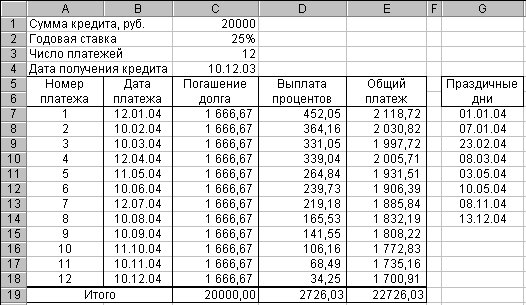 A B C D E F G
1 Сумма кредита, руб. 20000
2 Годовая ставка 25%
3 Число платежей 12
4 Дата получения кредита 10.12.03
5 Номер Дата Погашение Выплата Общий Праздичные
6 платежа платежа долга процентов платеж дни
7 1 12.01.04 1 666,67 452,05 2 118,72 01.01.04
8 2 10.02.04 1 666,67 364,16 2 030,82 07.01.04
9 3 10.03.04 1 666,67 331,05 1 997,72 23.02.04
10 4 12.04.04 1 666,67 339,04 2 005,71 08.03.04
11 5 11.05.04 1 666,67 264,84 1 931,51 03.05.04
12 6 10.06.04 1 666,67 239,73 1 906,39 10.05.04
13 7 12.07.04 1 666,67 219,18 1 885,84 08.11.04
14 8 10.08.04 1 666,67 165,53 1 832,19 13.12.04
15 9 10.09.04 1 666,67 141,55 1 808,22
16 10 11.10.04 1 666,67 106,16 1 772,83
17 11 10.11.04 1 666,67 68,49 1 735,16
18 12 10.12.04 1 666,67 34,25 1 700,91
19 Итого 20000,00 2726,03 22726,03